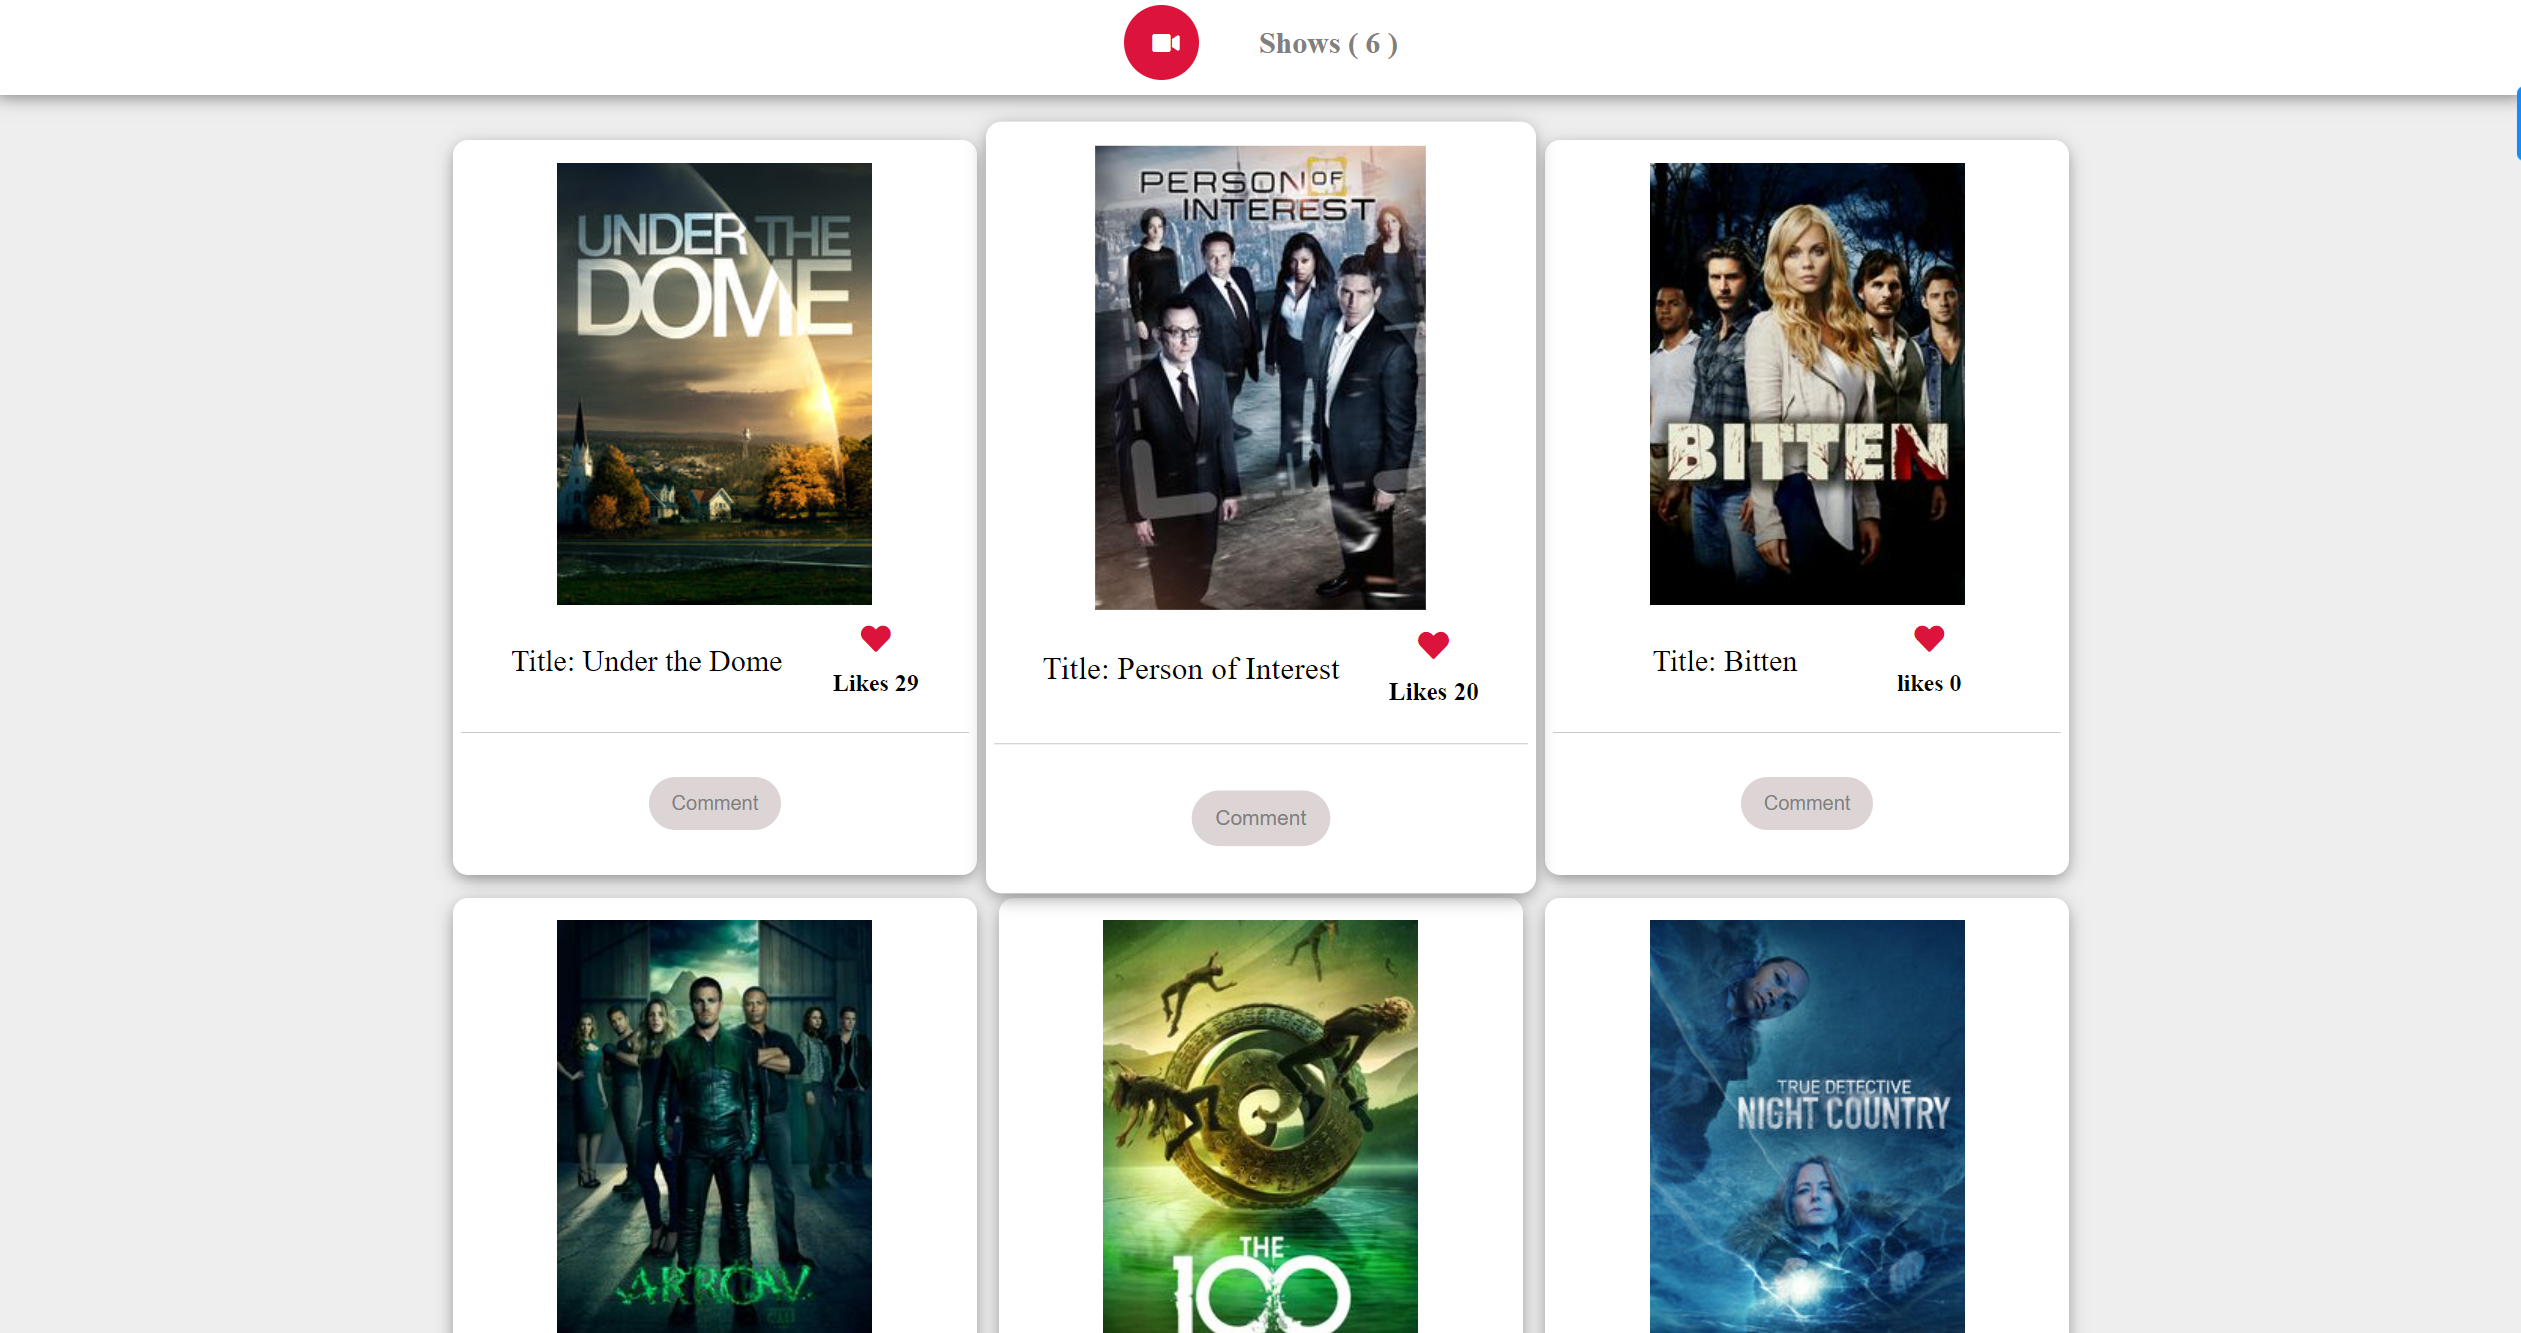 Shows ( 6 )
UNDER THE
DOME
PERSON OF
INTEREST
BITTEN
Title: Under the Dome
Likes 29
Title: Person of Interest
Likes 20
Title: Bitten
likes 0
Comment
Comment
Comment
ARROW
THE
100
TRUE DETECTIVE
NIGHT COUNTRY